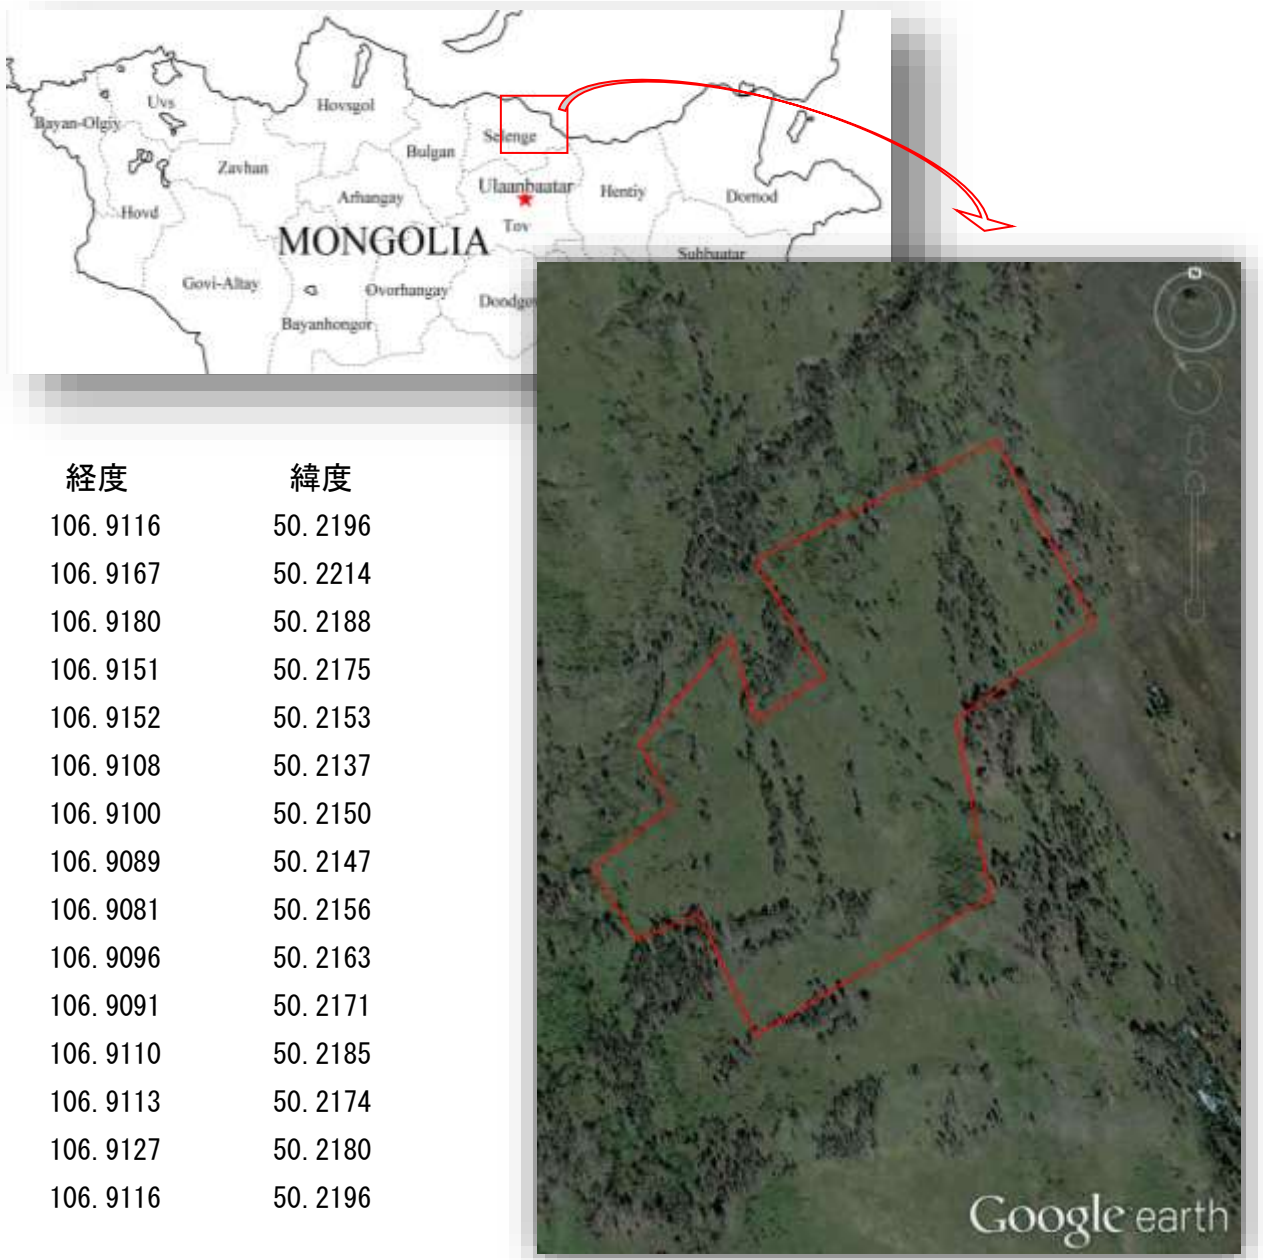 Uvs
Hovsgol
Bayan-Olgiy
Selenge
Bulgan
Zavhan
Ulaanbaatar
Hentiy
Arhangay
Dornod
Hovd
Tov
MONGOLIA
Suhbaatar
Govi-Altay
Ovorhangay
Dondgov
Bayanhongor
経度 緯度
106.9116 50.2196
106.9167 50.2214
106.9180 50.2188
106.9151 50.2175
106.9152 50.2153
106.9108 50.2137
106.9100 50.2150
106.9089 50.2147
106.9081 50.2156
106.9096 50.2163
106.9091 50.2171
106.9110 50.2185
106.9113 50.2174
106.9127 50.2180
106.9116 50.2196
Google earth